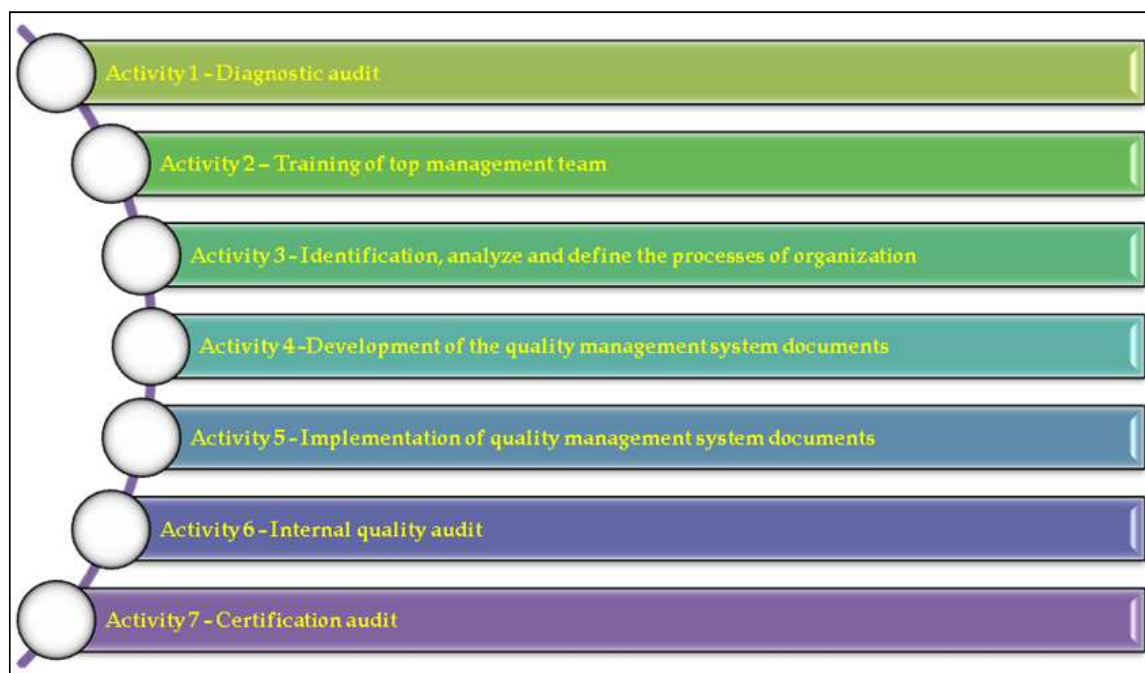 Activity 1 - Diagnostic audit
Activity 2 – Training of top management team
Activity 3 - Identification, analyze and define the processes of organization
Activity 4 -Development of the quality management system documents
Activity 5 - Implementation of quality management system documents
Activity 6 - Internal quality audit
Activity 7 - Certification audit